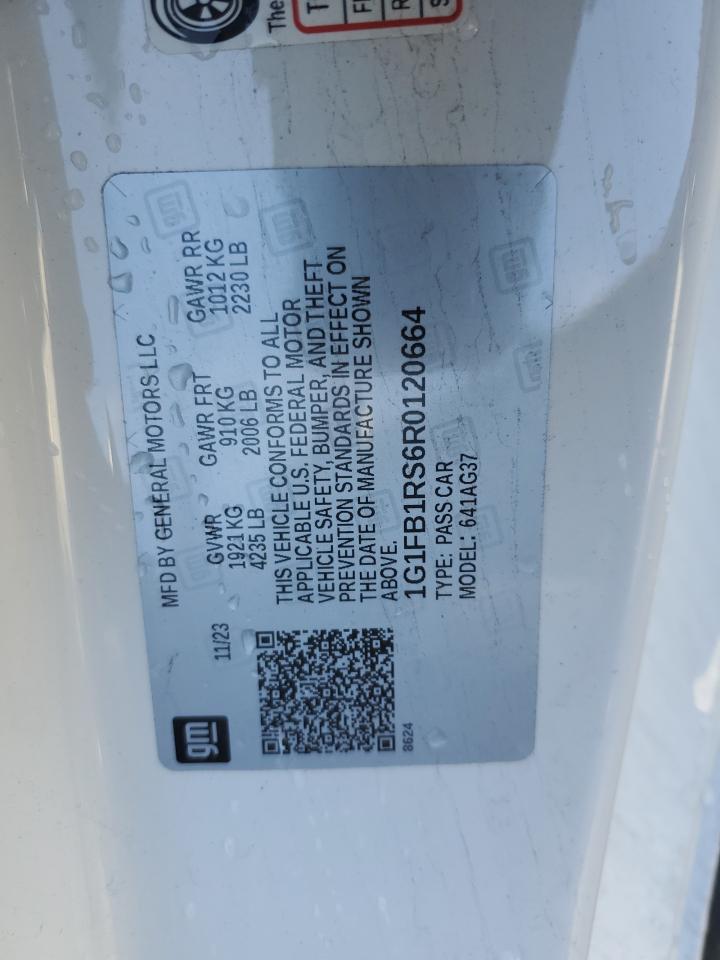 The
gm
11/23
MFD BY GENERAL MOTORS LLC
GVWR GAWR FRT GAWR RR
1921 KG 910 KG 1012 KG
4235 LB 2006 LB 2230 LB
THIS VEHICLE CONFORMS TO ALL
APPLICABLE U.S. FEDERAL MOTOR
VEHICLE SAFETY, BUMPER, AND THEFT
PREVENTION STANDARDS IN EFFECT ON
THE DATE OF MANUFACTURE SHOWN
ABOVE.
1G1FB1RS6R0120664
TYPE: PASS CAR
MODEL: 641AG37
8624